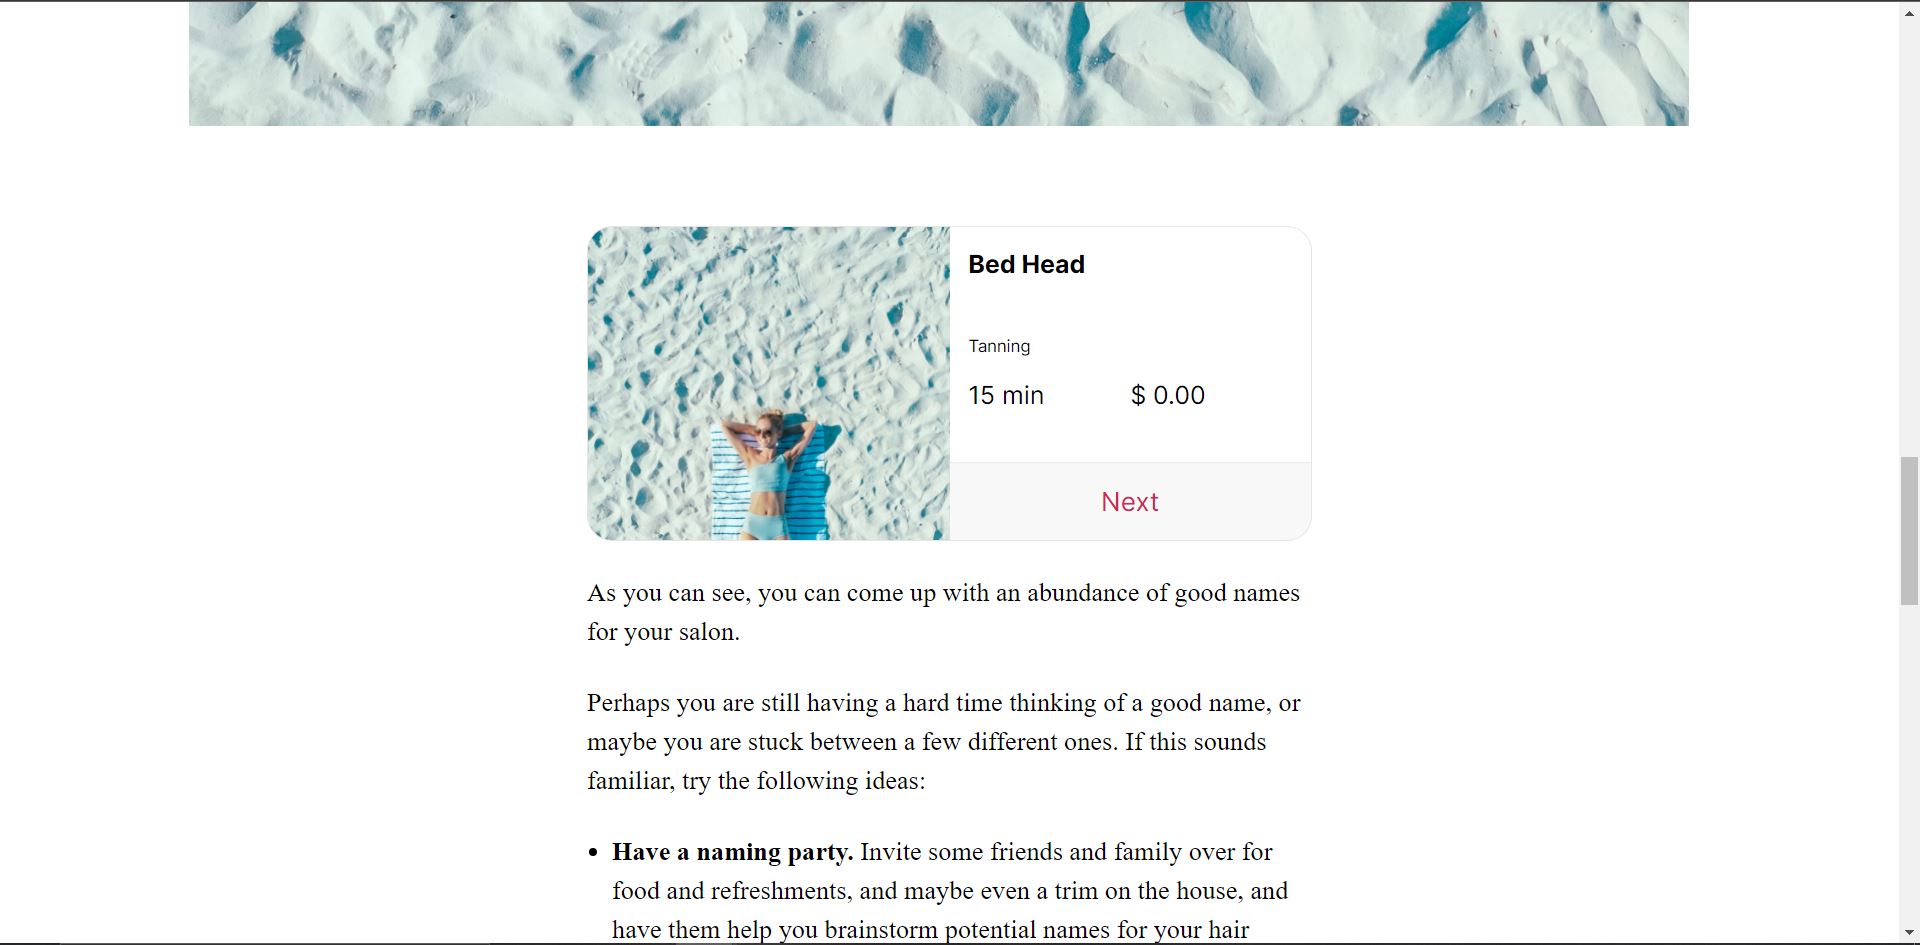 Bed Head
Tanning
15 min $ 0.00
Next
As you can see, you can come up with an abundance of good names
for your salon.
Perhaps you are still having a hard time thinking of a good name, or
maybe you are stuck between a few different ones. If this sounds
familiar, try the following ideas:
• Have a naming party. Invite some friends and family over for
food and refreshments, and maybe even a trim on the house, and
have them help you brainstorm potential names for your hair